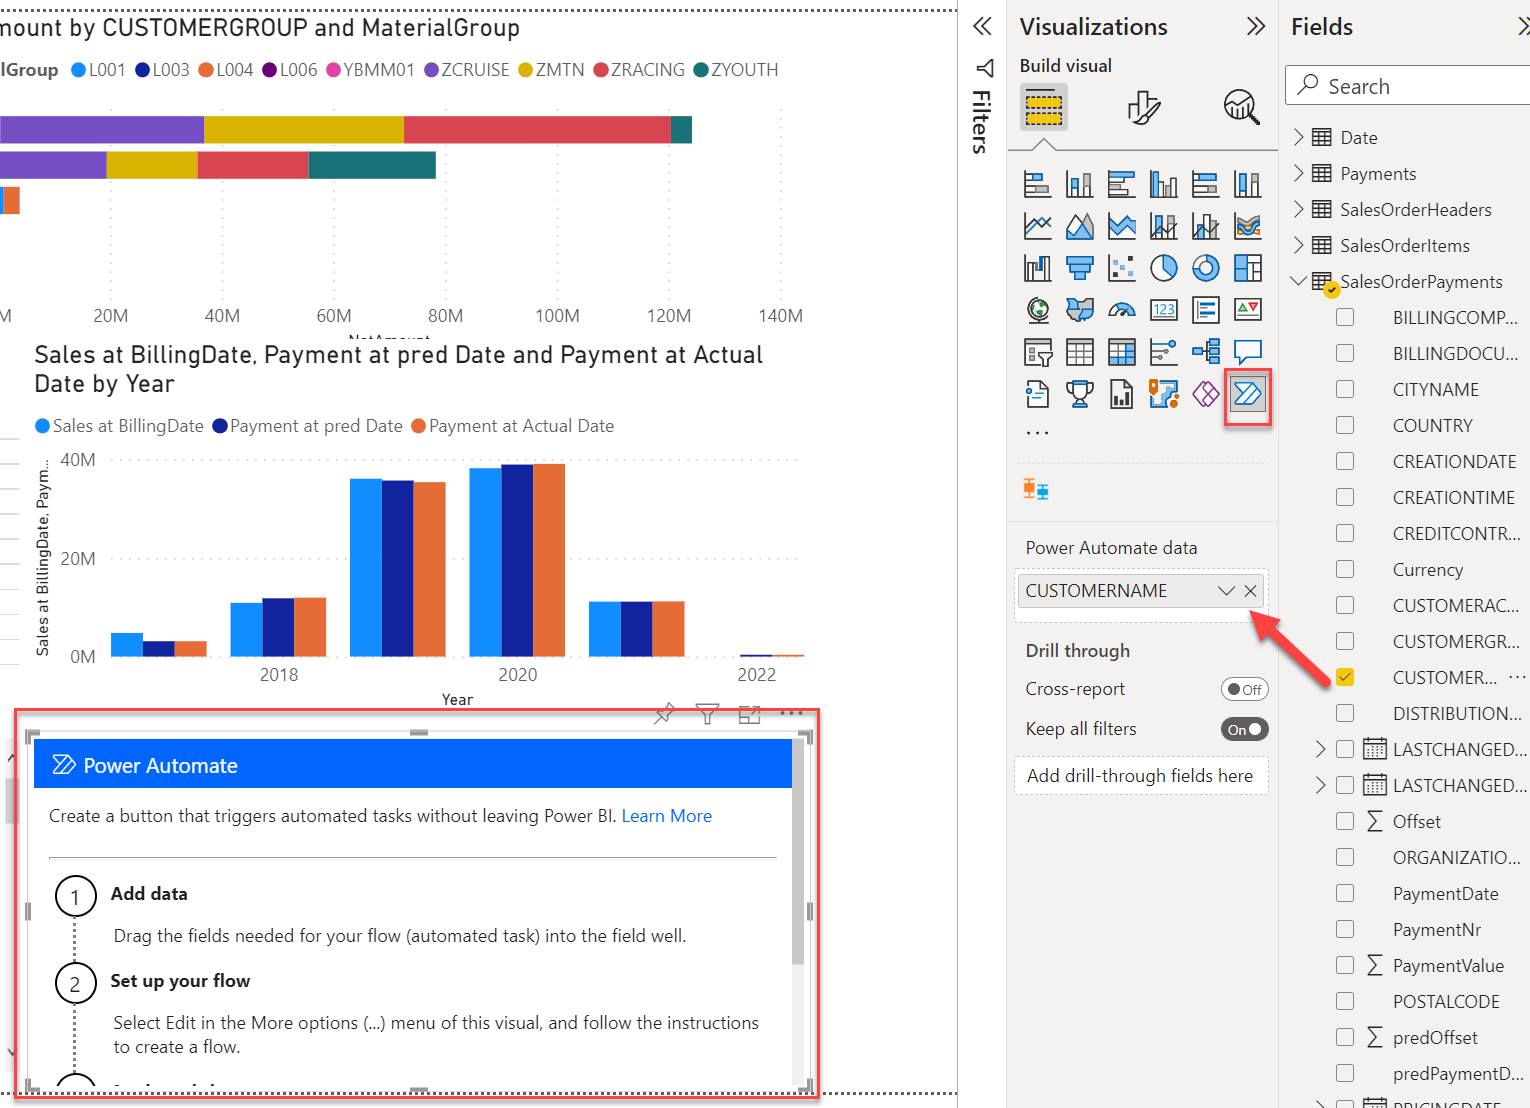 mount by CUSTOMERGROUP and MaterialGroup
lGroup L001 L003 L004 L006 YBMM01 ZCRUISE ZMTN ZRACING ZYOUTH
M 20M 40M 60M 80M 100M 120M 140M
NetAmount
Sales at BillingDate, Payment at pred Date and Payment at Actual
Date by Year
Sales at BillingDate Payment at pred Date Payment at Actual Date
Sales at BillingDate, Paym...
40M
20M
0M
2018 2020 2022
Year
Power Automate
Create a button that triggers automated tasks without leaving Power BI. Learn More
1 Add data
Drag the fields needed for your flow (automated task) into the field well.
2 Set up your flow
Select Edit in the More options (...) menu of this visual, and follow the instructions
to create a flow.
Filters
Visualizations
Build visual
123
...
Power Automate data
CUSTOMERNAME
Drill through
Cross-report Off
Keep all filters On
Add drill-through fields here
Fields
Search
Date
Payments
SalesOrderHeaders
SalesOrderItems
SalesOrderPayments
BILLINGCOMP...
BILLINGDOCU...
CITYNAME
COUNTRY
CREATIONDATE
CREATIONTIME
CREDITCONTR...
Currency
CUSTOMERAC...
CUSTOMERGR...
CUSTOMER... ...
DISTRIBUTION...
LASTCHANGED...
LASTCHANGED...
Offset
ORGANIZATIO...
PaymentDate
PaymentNr
PaymentValue
POSTALCODE
predOffset
predPaymentD...
PRICINGDATE